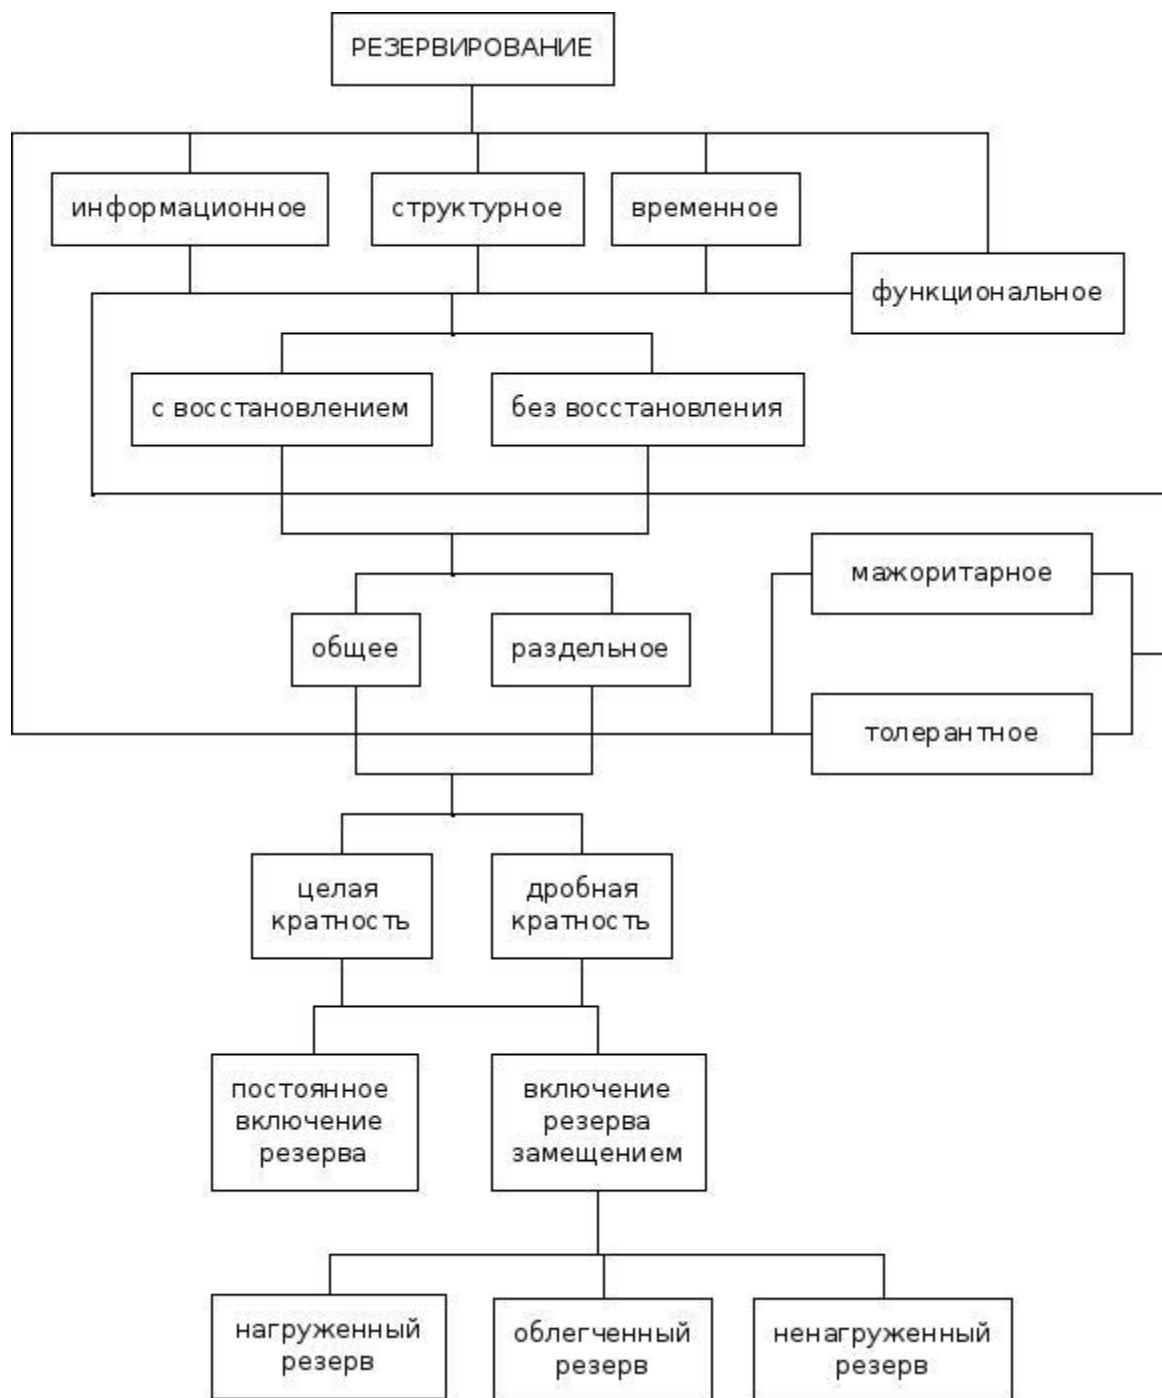 РЕЗЕРВИРОВАНИЕ
информационное
структурное
временное
функциональное
с восстановлением
без восстановления
мажоритарное
общее
раздельное
толерантное
целая
кратность
дробная
кратность
постоянное
включение
резерва
включение
резерва
замещением
нагруженный
резерв
облегченный
резерв
ненагруженный
резерв